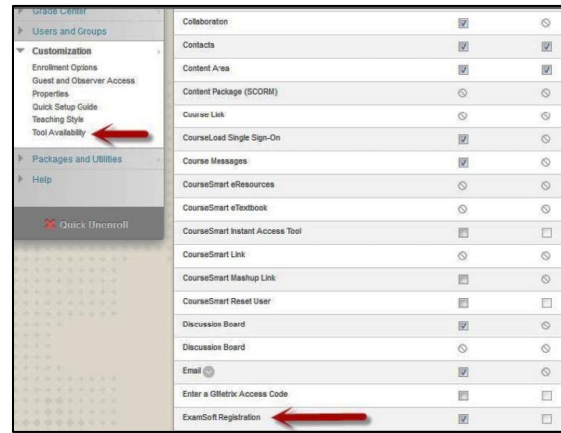 Grade Center
Users and Groups
Customization
Enrollment Options
Guest and Observer Access
Properties
Quick Setup Guide
Teaching Style
Tool Availability
Packages and Utilities
Help
Quick Unenroll
Collaboration
Contacts
Content Area
Content Package (SCORM)
Course Link
CourseLoad Single Sign-On
Course Messages
CourseSmart eResources
CourseSmart eTextbook
CourseSmart Instant Access Tool
CourseSmart Link
CourseSmart Mashup Link
CourseSmart Reset User
Discussion Board
Discussion Board
Email
Enter a Access Code
ExamSoft Registration